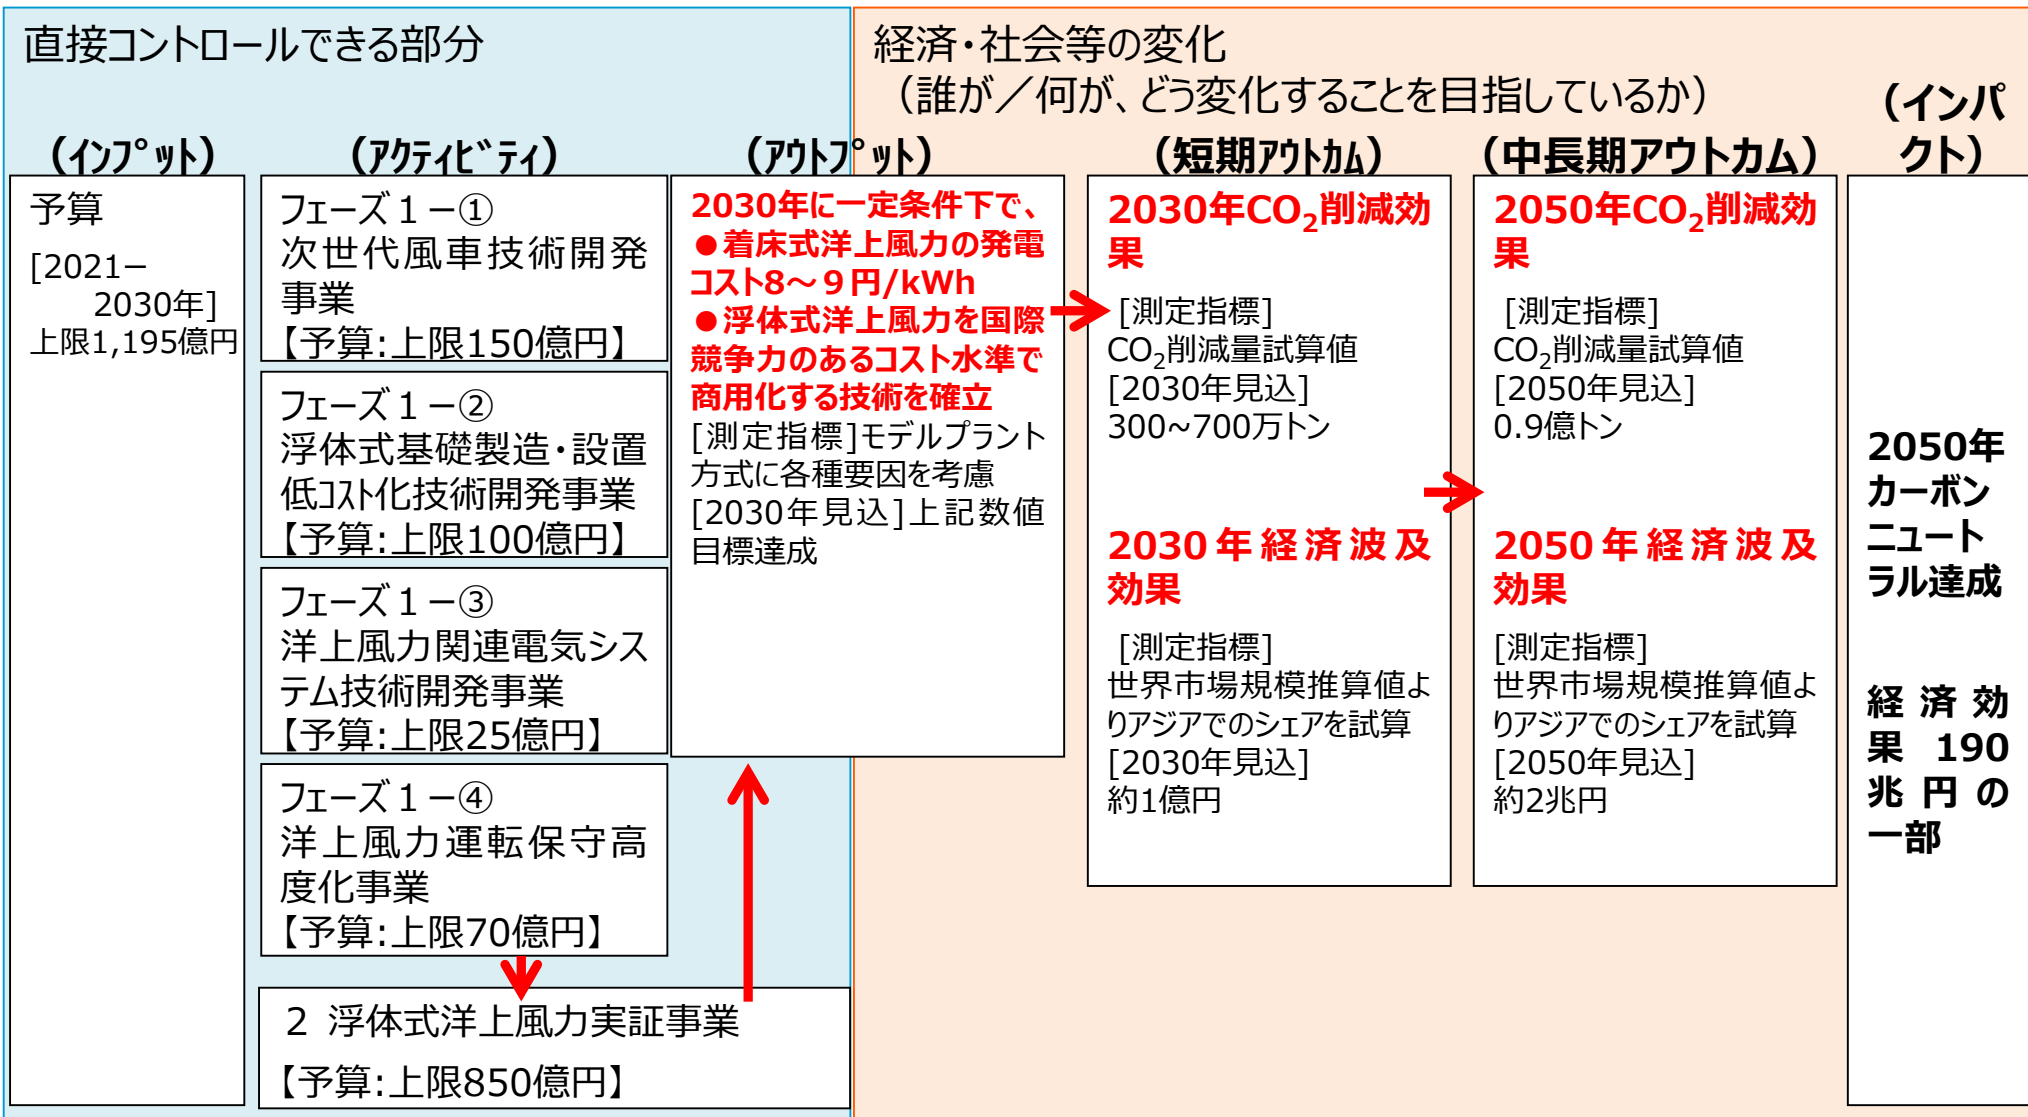 直接コントロールできる部分
経済・社会等の変化
（誰が／何が、どう変化することを目指しているか）
（ｲﾝﾌﾟｯﾄ）
（ｱｸﾃｨﾋﾞﾃｨ）
（ｱｳﾄﾌﾟｯﾄ）
（短期ｱｳﾄｶﾑ）
（中長期アウトカム）
（インパ
クト）
予算
[2021－
2030年]
上限1,195億円
フェーズ１－①
次世代風車技術開発
事業
【予算:上限150億円】
フェーズ１－②
浮体式基礎製造・設置
低ｺｽﾄ化技術開発事業
【予算:上限100億円】
フェーズ１－③
洋上風力関連電気シス
テム技術開発事業
【予算:上限25億円】
フェーズ１－④
洋上風力運転保守高
度化事業
【予算:上限70億円】
２ 浮体式洋上風力実証事業
【予算:上限850億円】
2030年に一定条件下で、
●着床式洋上風力の発電
コスト8～９円/kWh
●浮体式洋上風力を国際
競争力のあるコスト水準で
商用化する技術を確立
[測定指標]モデルプラント
方式に各種要因を考慮
[2030年見込]上記数値
目標達成
2030年CO₂削減効
果
[測定指標]
CO₂削減量試算値
[2030年見込]
300~700万トン
2030年経済波及
効果
[測定指標]
世界市場規模推算値よ
りアジアでのシェアを試算
[2030年見込]
約1億円
2050年CO₂削減効
果
[測定指標]
CO₂削減量試算値
[2050年見込]
0.9億トン
2050年経済波及
効果
[測定指標]
世界市場規模推算値よ
りアジアでのシェアを試算
[2050年見込]
約2兆円
2050年
カーボン
ニュート
ラル達成
経済効
果 190
兆円の
一部